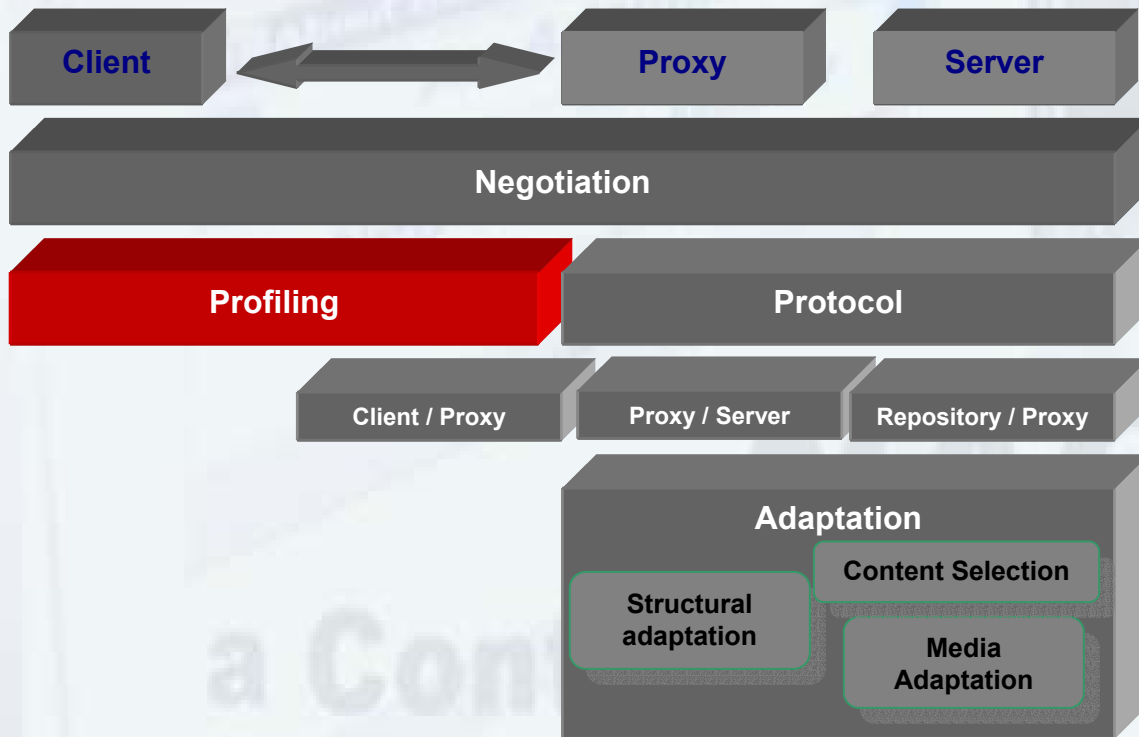 Client
Proxy
Server
Negotiation
Profiling
Protocol
Client / Proxy
Proxy / Server
Repository / Proxy
Adaptation
Content Selection
Structural
adaptation
Media
Adaptation
a Cont